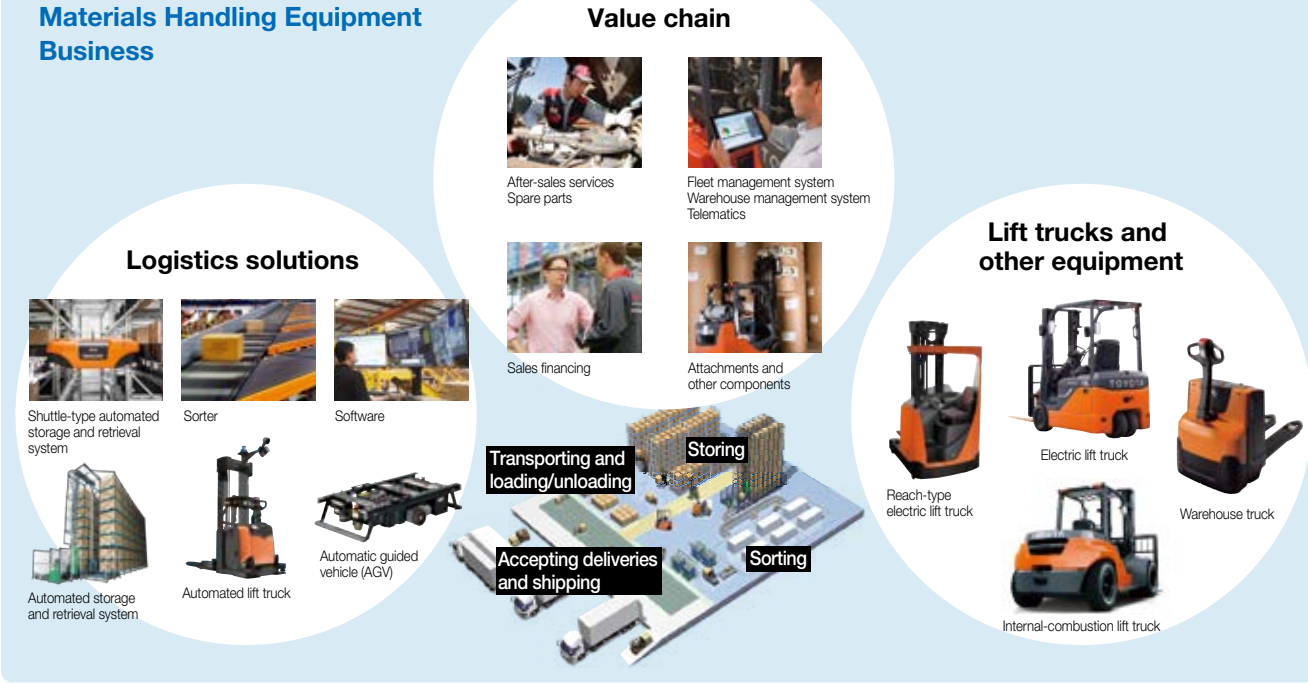 Materials Handling Equipment
Business
Value chain
After-sales services
Spare parts
Fleet management system
Warehouse management system
Telematics
Sales financing
Attachments and
other components
Logistics solutions
Shuttle-type automated
storage and retrieval
system
Sorter
Software
Automated storage
and retrieval system
Automated lift truck
Automatic guided
vehicle (AGV)
Transporting and
loading/unloading
Storing
Accepting deliveries
and shipping
Sorting
Lift trucks and
other equipment
Reach-type
electric lift truck
TOYOTA
Electric lift truck
Warehouse truck
Internal-combustion lift truck